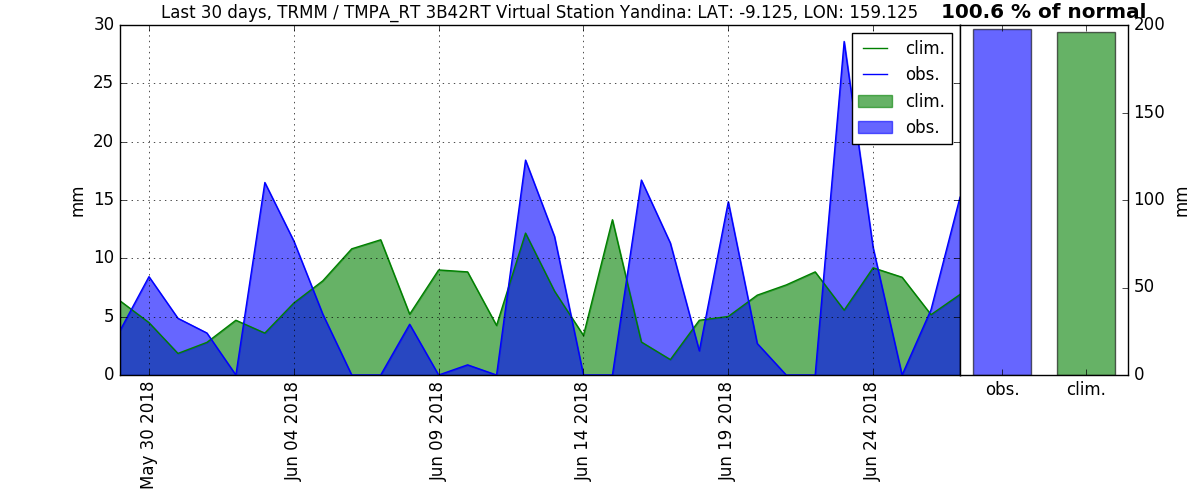 Last 30 days, TRMM / TMPA_RT 3B42RT Virtual Station Yandina: LAT: -9.125, LON: 159.125
100.6 % of normal
30
25
20
15
10
5
0
mm
clim.
obs.
clim.
obs.
May 30 2018
Jun 04 2018
Jun 09 2018
Jun 14 2018
Jun 19 2018
Jun 24 2018
200
150
100
50
0
mm
obs.
clim.